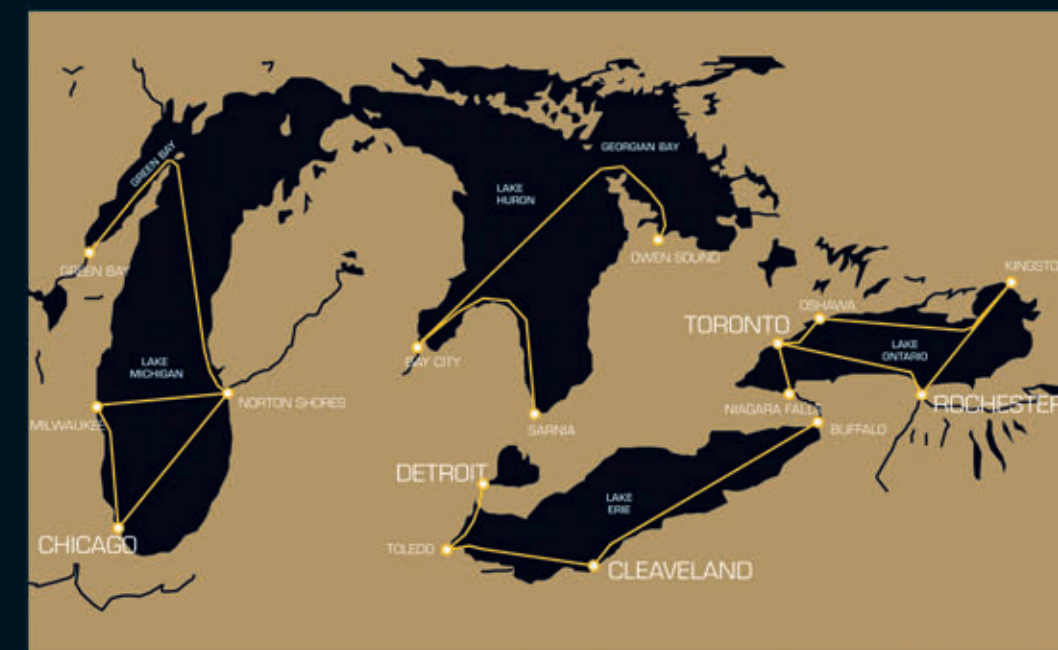 GREEN BAY
GEORGIAN BAY
LAKE
HURON
OWEN SOUND
GREEN BAY
KINGSTO
OSHAWA
TORONTO
LAKE
ONTARIO
BAY CITY
LAKE
MICHIGAN
NORTON SHORES
NIAGARA FALLS
ROCHESTER
MILWAUKEE
SARNIA
BUFFALO
DETROIT
LAKE
ERIE
CHICAGO
TOLEDO
CLEAVELAND